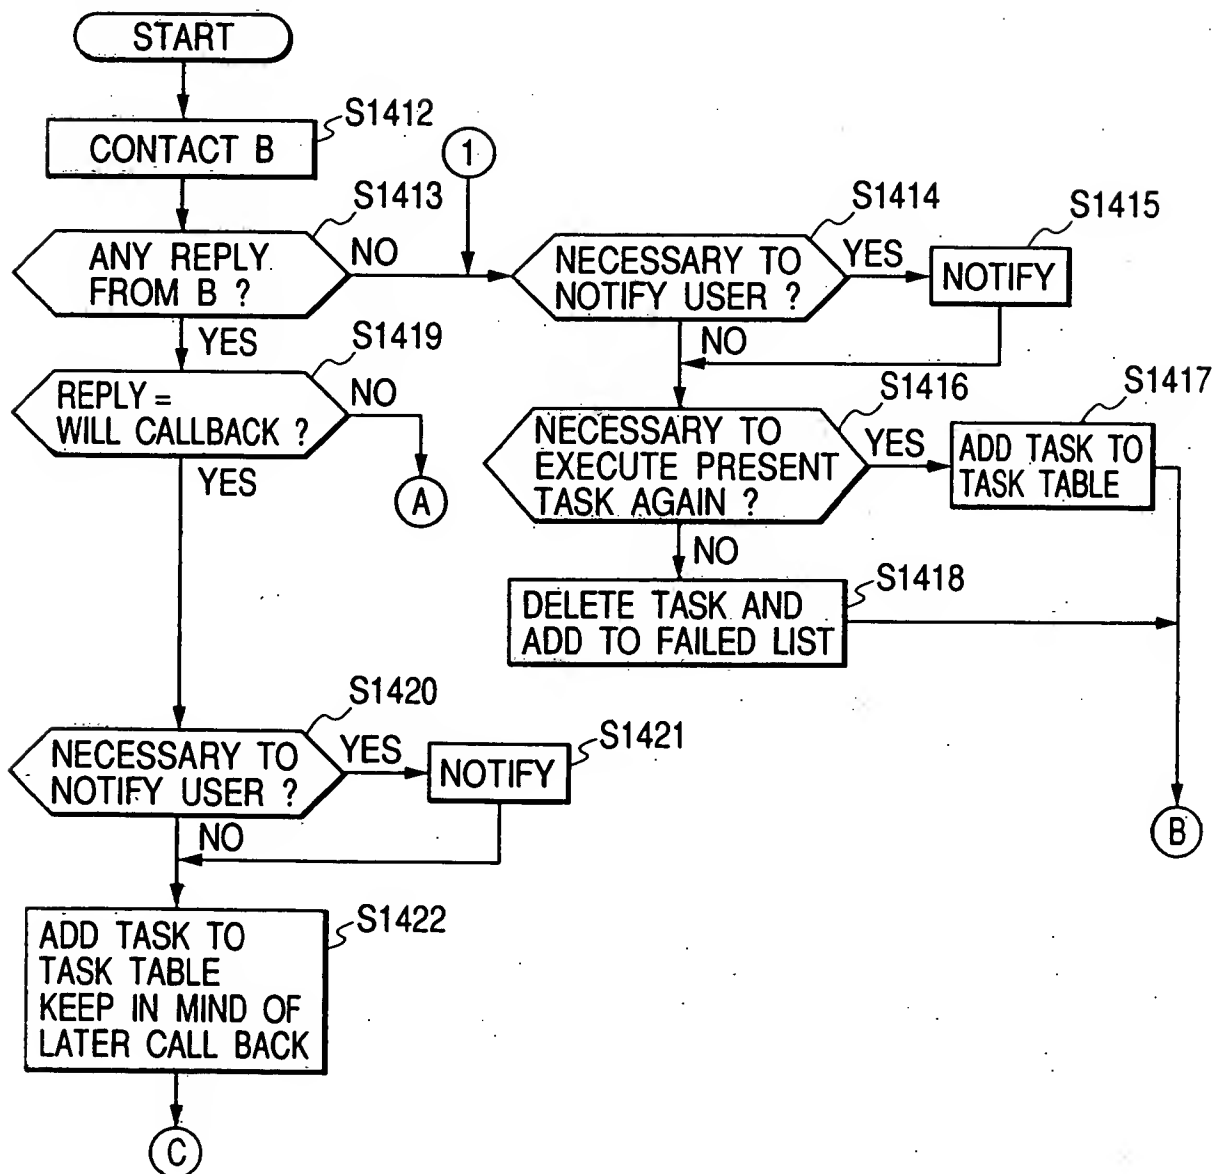 START
S1412
CONTACT B
1
S1413
ANY REPLY
FROM B ?
NO
YES
S1414
NECESSARY TO
NOTIFY USER ?
YES
NO
S1415
NOTIFY
S1419
REPLY =
WILL CALLBACK ?
NO
YES
A
S1416
NECESSARY TO
EXECUTE PRESENT
TASK AGAIN ?
YES
NO
S1417
ADD TASK TO
TASK TABLE
S1418
DELETE TASK AND
ADD TO FAILED LIST
B
S1420
NECESSARY TO
NOTIFY USER ?
YES
NO
S1421
NOTIFY
S1422
ADD TASK TO
TASK TABLE
KEEP IN MIND OF
LATER CALL BACK
C